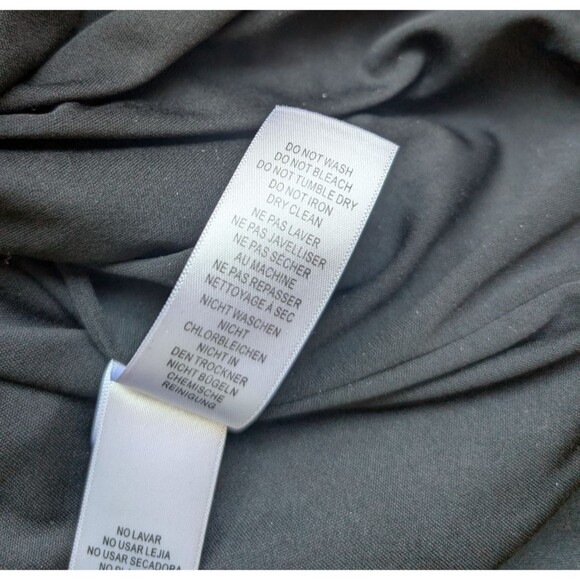 DO NOT WASH
DO NOT BLEACH
DO NOT TUMBLE DRY
DO NOT IRON
DRY CLEAN
NE PAS LAVER
NE PAS JAVELLISER
NE PAS SÉCHER
AU MACHINE
NE PAS REPASSER
NETTOYAGE À SEC
NICHT WASCHEN
NICHT
CHLORBLEICHEN
NICHT IN
DEN TROCKNER
NICHT BÜGELN
CHEMISCHE
REINIGUNG
NO LAVAR
NO USAR LEJIA
NO USAR SECADORA